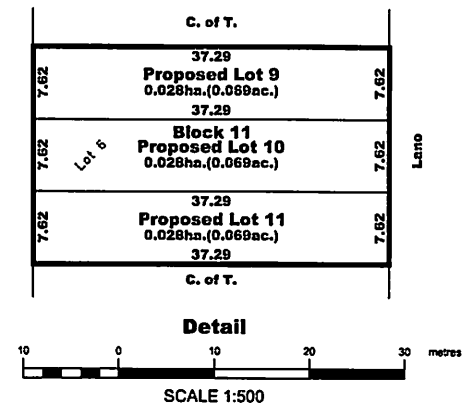 C. of T.
37.29
7.62 Proposed Lot 9 7.62
0.028ha.(0.069ac.)
37.29
Block 11
7.62 Lot 6 Proposed Lot 10 7.62 Lane
0.028ha.(0.069ac.)
37.29
7.62 Proposed Lot 11 7.62
0.028ha.(0.069ac.)
37.29
C. of T.
Detail
10 0 10 20 30 metres
SCALE 1:500